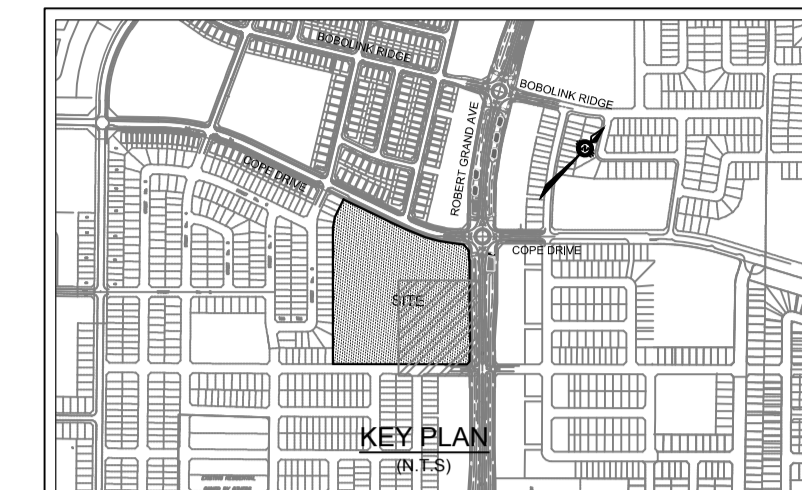 BOBOLINK RIDGE
BOBOLINK RIDGE
ROBERT GRAND AVE
COPE DRIVE
COPE DRIVE
SITE
KEY PLAN
(N.T.S)